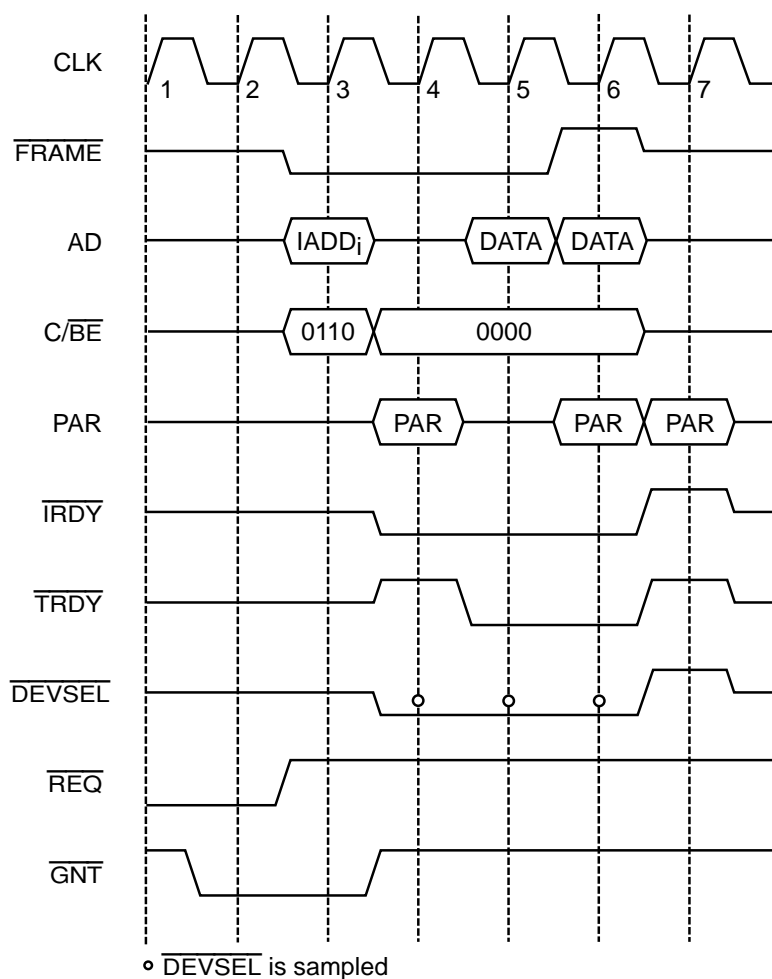 CLK
1 2 3 4 5 6 7
FRAME
AD
IADDi DATA DATA
C/BE
0110 0000
PAR
PAR PAR PAR
IRDY
TRDY
DEVSEL
REQ
GNT
DEVSEL is sampled